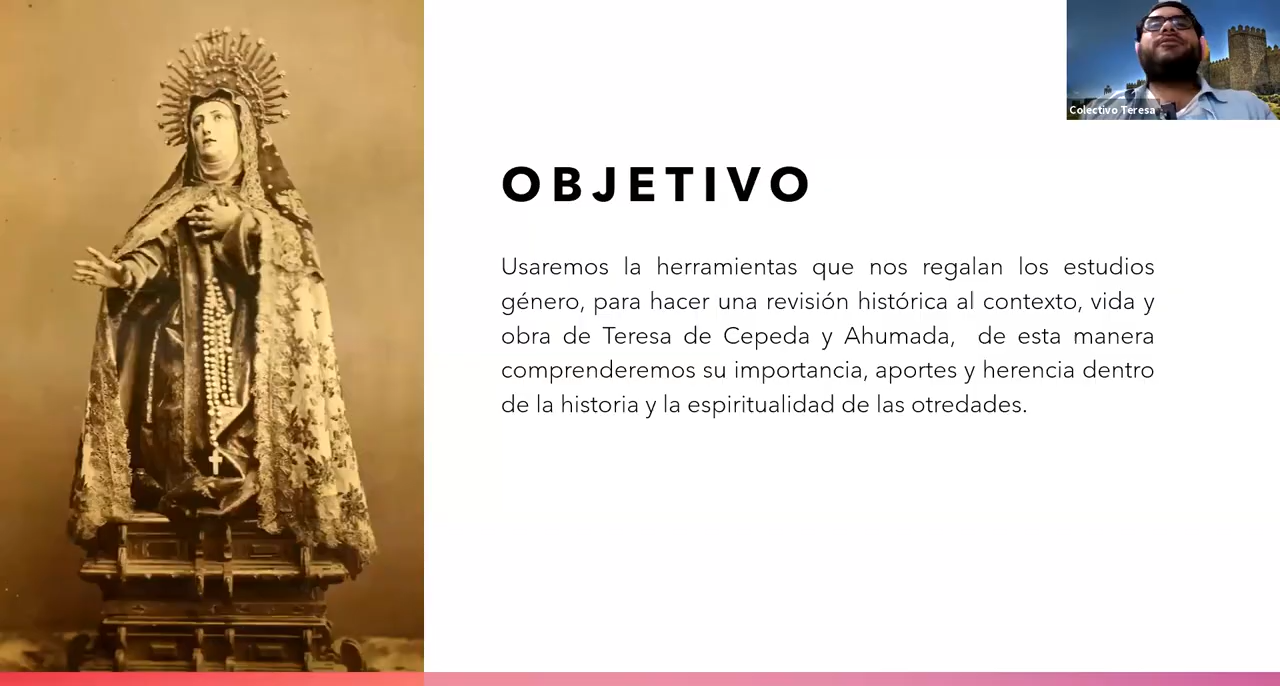 Colectivo Teresa
OBJETIVO
Usaremos la herramientas que nos regalan los estudios
género, para hacer una revisión histórica al contexto, vida y
obra de Teresa de Cepeda y Ahumada, de esta manera
comprenderemos su importancia, aportes y herencia dentro
de la historia y la espiritualidad de las otredades.